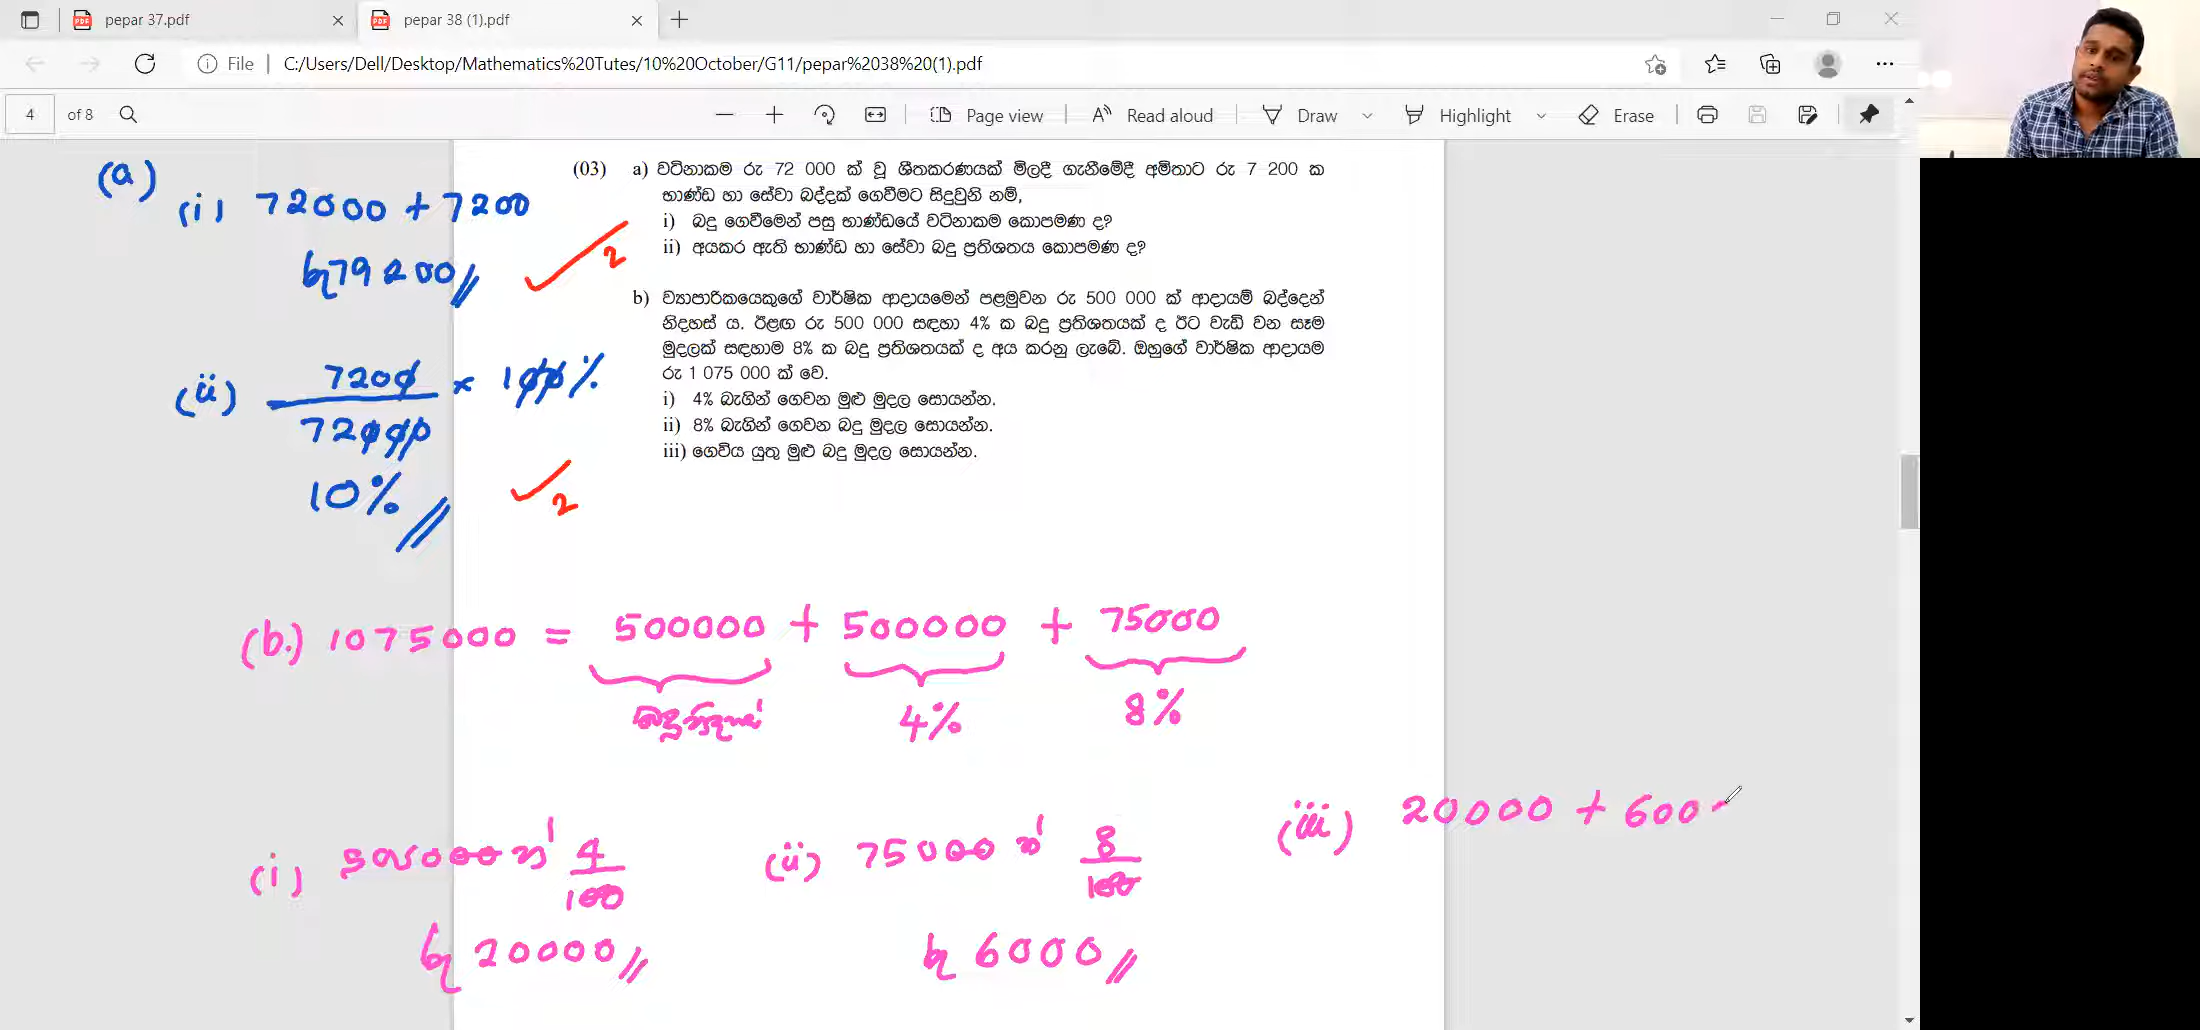 pepar 37.pdf
pepar 38 (1).pdf
File
C:/Users/Dell/Desktop/Mathematics%20Tutes/10%20October/G11/pepar%2038%20(1).pdf
4 of 8
Page view
Read aloud
Draw
Highlight
Erase
(03) a) වටිනාකම රු 72 000 ක් වූ ශීතකරණයක් මිලදී ගැනීමේදී අමිතාට රු 7 200 ක
භාණ්ඩ හා සේවා බද්දක් ගෙවීමට සිදුවුනි නම්,
i) බදු ගෙවීමෙන් පසු භාණ්ඩයේ වටිනාකම කොපමණ ද?
ii) අයකර ඇති භාණ්ඩ හා සේවා බදු ප්‍රතිශතය කොපමණ ද?
b) ව්‍යාපාරිකයෙකුගේ වාර්ෂික ආදායමෙන් පළමුවන රු 500 000 ක් ආදායම් බද්දෙන්
නිදහස් ය. ඊළඟ රු 500 000 සඳහා 4% ක බදු ප්‍රතිශතයක් ද ඊට වැඩි වන සෑම
මුදලක් සඳහාම 8% ක බදු ප්‍රතිශතයක් ද අය කරනු ලැබේ. ඔහුගේ වාර්ෂික ආදායම
රු 1 075 000 ක් වේ.
i) 4% බැගින් ගෙවන මුළු මුදල සොයන්න.
ii) 8% බැගින් ගෙවන බදු මුදල සොයන්න.
iii) ගෙවිය යුතු මුළු බදු මුදල සොයන්න.
(a)
(i) 72000 + 7200
රු 79200
2
(ii) 7200 × 100%
72000
10%
2
(b.) 1075000 = 500000 + 500000 + 75000
බදු නිදහස් 4% 8%
(i) 500000 න් 4
100
රු 20000
(ii) 75000 න් 8
100
රු 6000
(iii) 20000 + 600